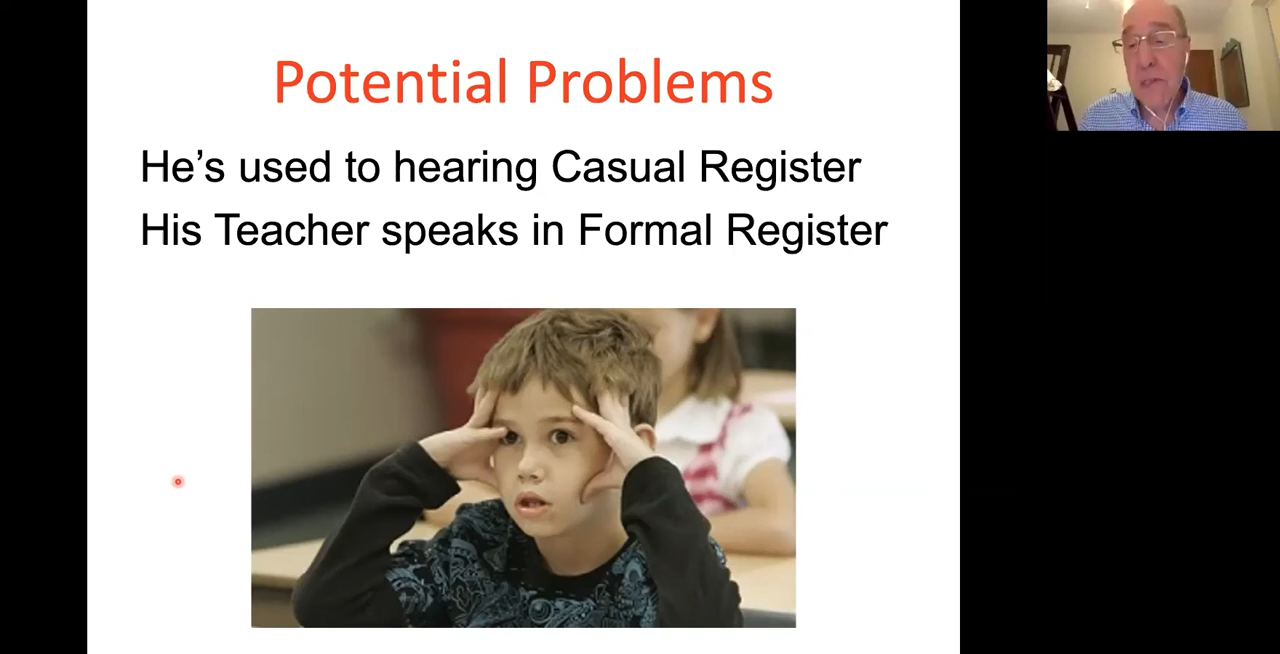 Potential Problems
He’s used to hearing Casual Register
His Teacher speaks in Formal Register